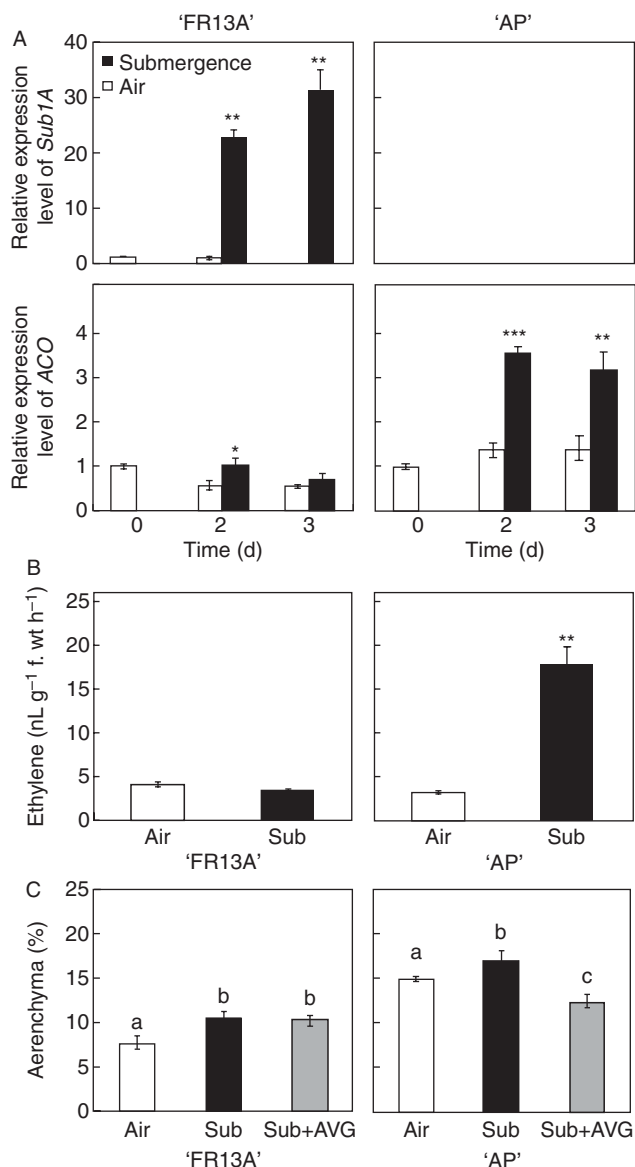 ‘FR13A’ ‘AP’
A
Relative expression
level of Sub1A
40
30
20
10
0
Submergence
Air
**
**
Relative expression
level of ACO
4
3
2
1
0
*
***
**
0 2 3 0 2 3
Time (d) Time (d)
B
Ethylene (nL g–1 f. wt h–1)
25
20
15
10
5
0
**
Air Sub Air Sub
‘FR13A’ ‘AP’
C
Aerenchyma (%)
25
20
15
10
5
0
a b b a b c
Air Sub Sub+AVG Air Sub Sub+AVG
‘FR13A’ ‘AP’